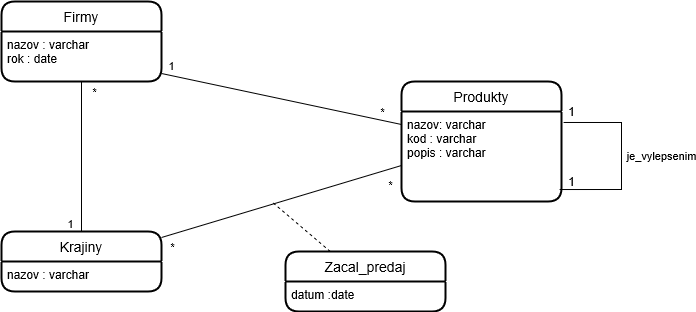 Firmy
nazov : varchar
rok : date
1
*
*
Produkty
nazov: varchar
kod : varchar
popis : varchar
1
je_vylepsenim
1
*
1
*
Krajiny
nazov : varchar
Zacal_predaj
datum :date